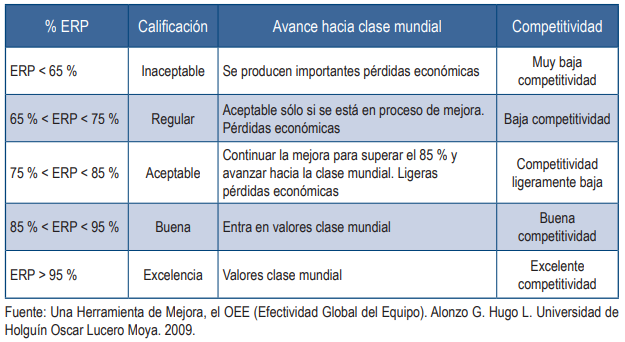 % ERP Calificación Avance hacia clase mundial Competitividad
ERP < 65 % Inaceptable Se producen importantes pérdidas económicas Muy baja
competitividad
65 % < ERP < 75 % Regular Aceptable sólo si se está en proceso de mejora.
Pérdidas económicas Baja competitividad
75 % < ERP < 85 % Aceptable Continuar la mejora para superar el 85 % y
avanzar hacia la clase mundial. Ligeras
pérdidas económicas Competitividad
ligeramente baja
85 % < ERP < 95 % Buena Entra en valores clase mundial Buena
competitividad
ERP > 95 % Excelencia Valores clase mundial Excelente
competitividad
Fuente: Una Herramienta de Mejora, el OEE (Efectividad Global del Equipo). Alonzo G. Hugo L. Universidad de
Holguín Oscar Lucero Moya. 2009.